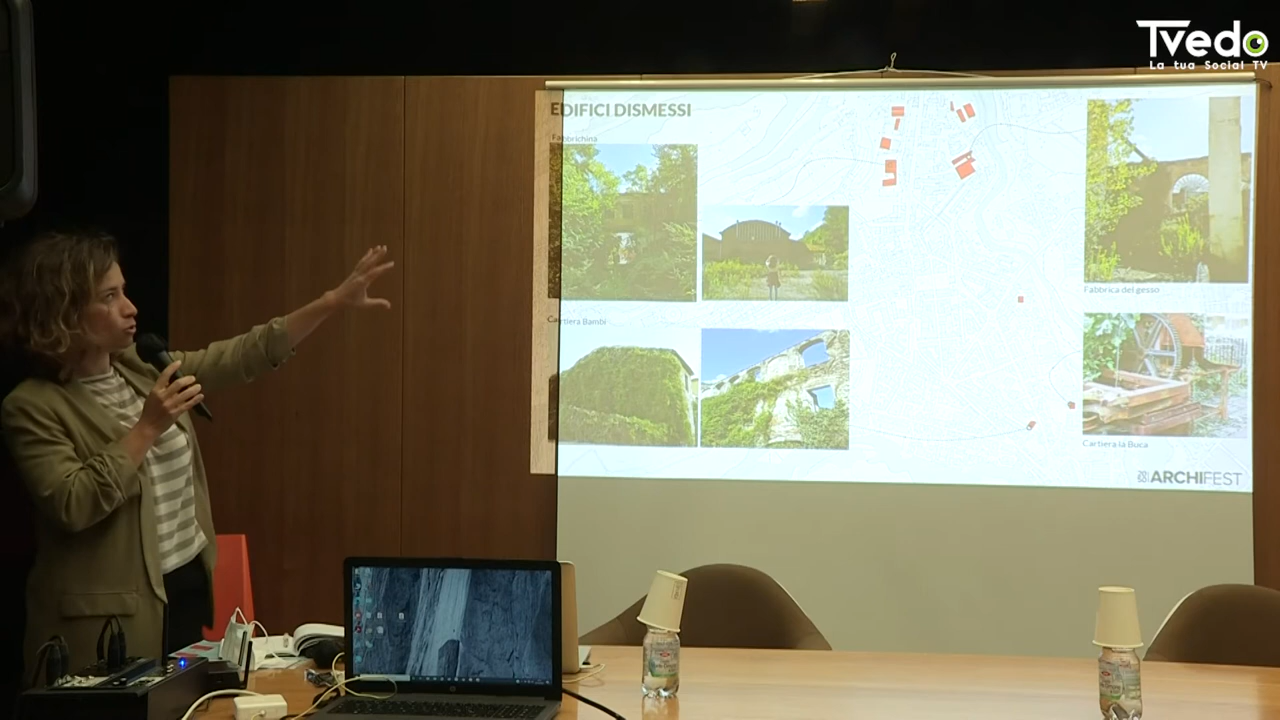 Tvedo
La tua Social TV
EDIFICI DISMESSI
Fabbrichina
Fabbrica del gesso
Cartiera Bambi
Cartiera la Buca
ARCHIFEST